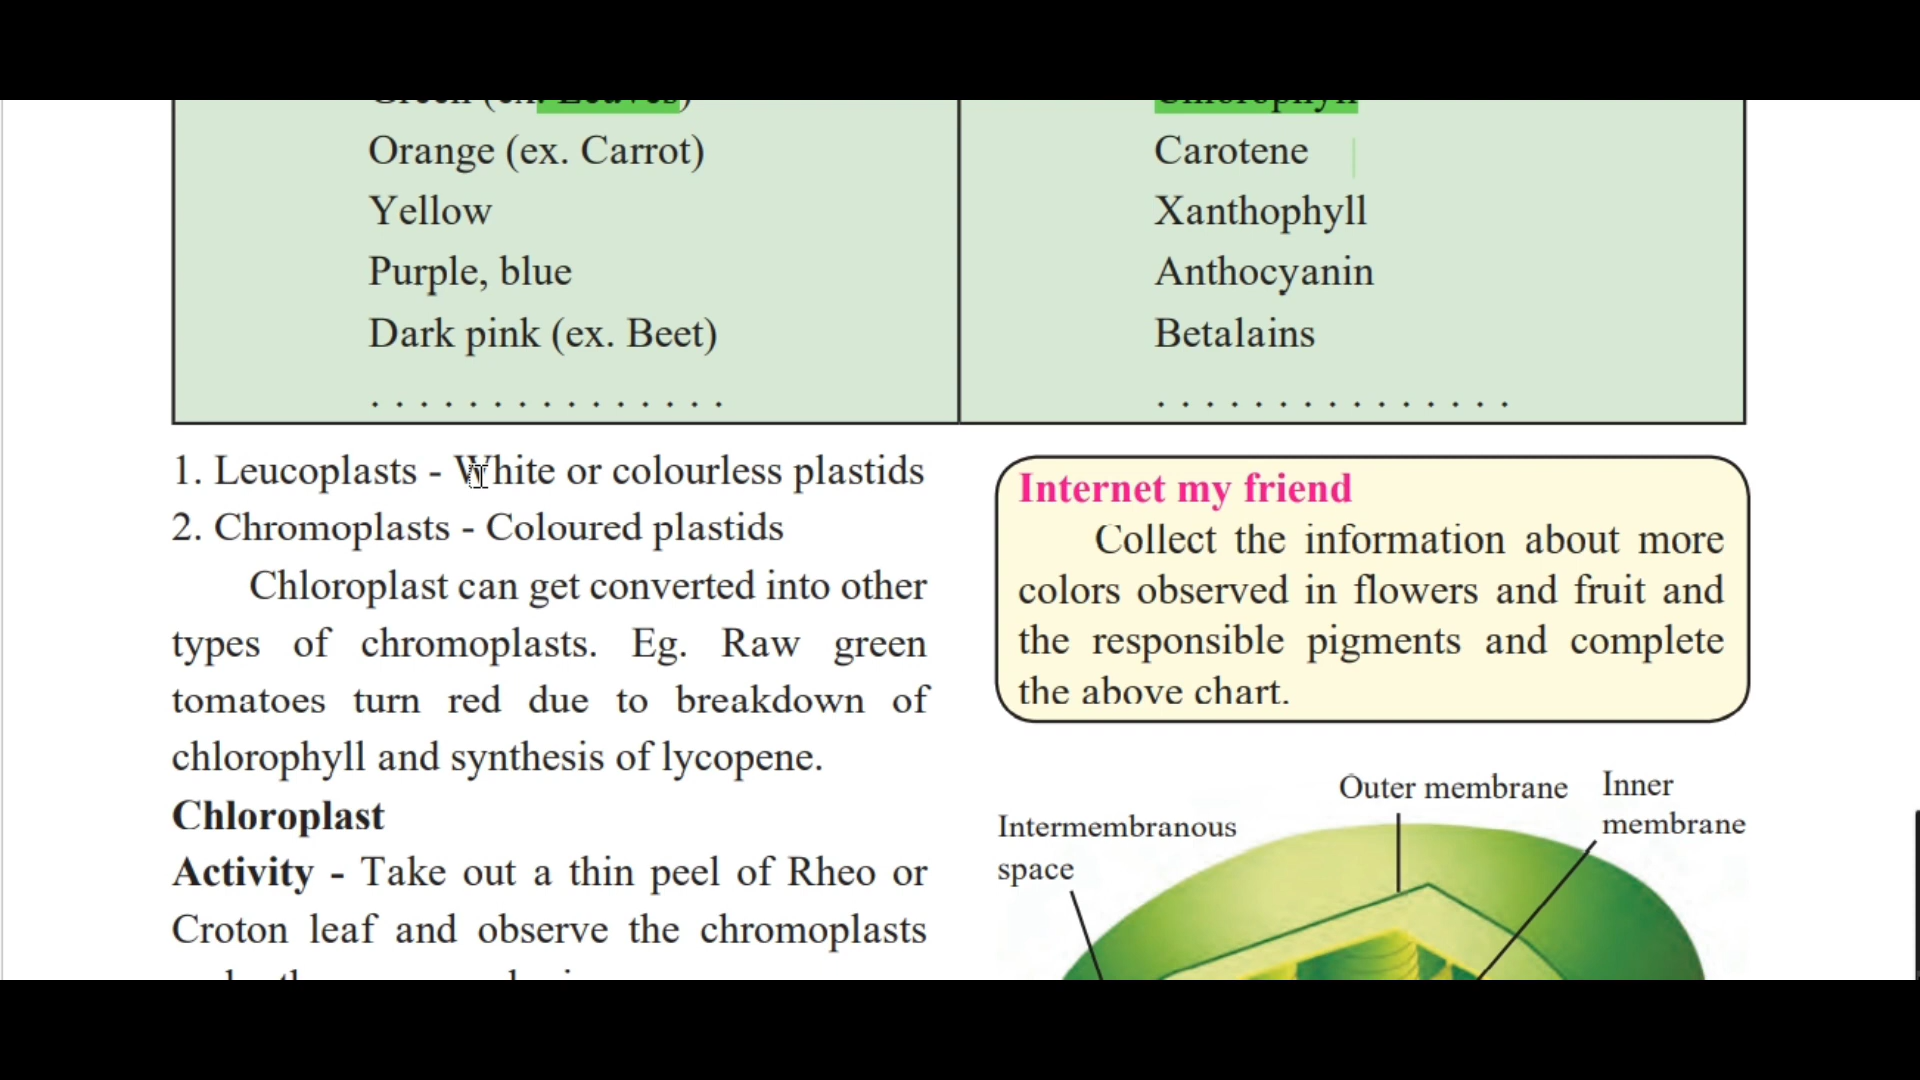 Green (ex. Leaves)
Chlorophyll
Orange (ex. Carrot)
Carotene
Yellow
Xanthophyll
Purple, blue
Anthocyanin
Dark pink (ex. Beet)
Betalains
. . . . . . . . . . . . . . .
. . . . . . . . . . . . . . .
1. Leucoplasts - White or colourless plastids
2. Chromoplasts - Coloured plastids
Chloroplast can get converted into other
types of chromoplasts. Eg. Raw green
tomatoes turn red due to breakdown of
chlorophyll and synthesis of lycopene.
Chloroplast
Activity - Take out a thin peel of Rheo or
Croton leaf and observe the chromoplasts
Internet my friend
Collect the information about more
colors observed in flowers and fruit and
the responsible pigments and complete
the above chart.
Outer membrane
Inner
membrane
Intermembranous
space